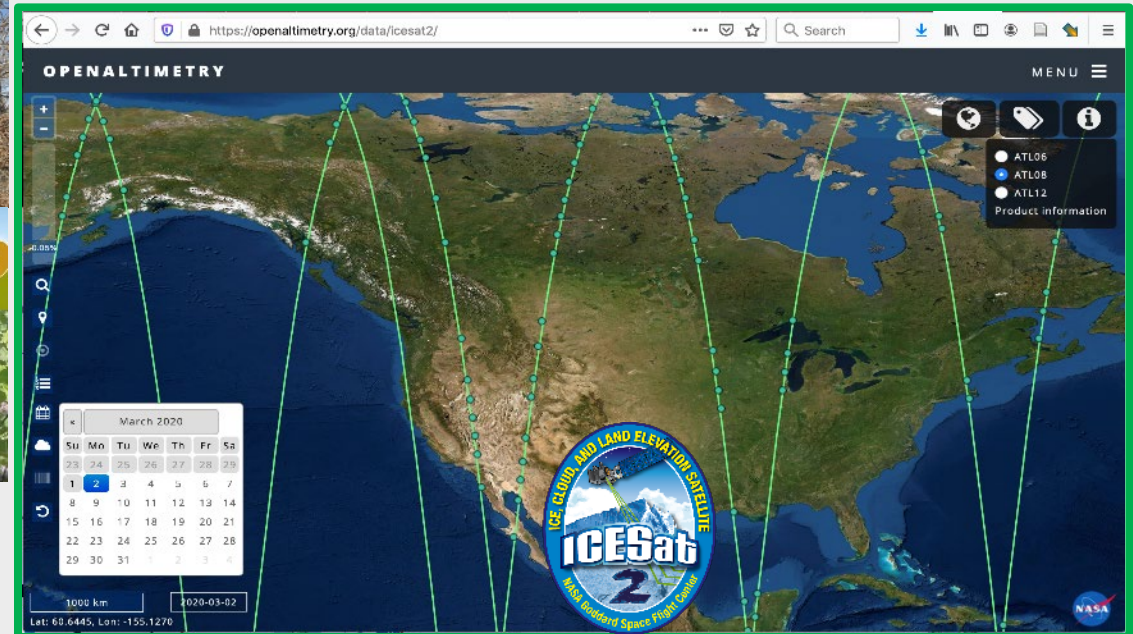 https://openaltimetry.org/data/icesat2/
Search
OPENALTIMETRY
MENU
+
-
ATL06
ATL08
ATL12
Product information
-0.05%
« March 2020
Su Mo Tu We Th Fr Sa
23 24 25 26 27 28 29
1 2 3 4 5 6 7
8 9 10 11 12 13 14
15 16 17 18 19 20 21
22 23 24 25 26 27 28
29 30 31 1 2 3 4
ICE, CLOUD, AND LAND ELEVATION SATELLITE
ICESat
2
NASA Goddard Space Flight Center
1000 km
2020-03-02
Lat: 60.6445, Lon: -155.1270
NASA